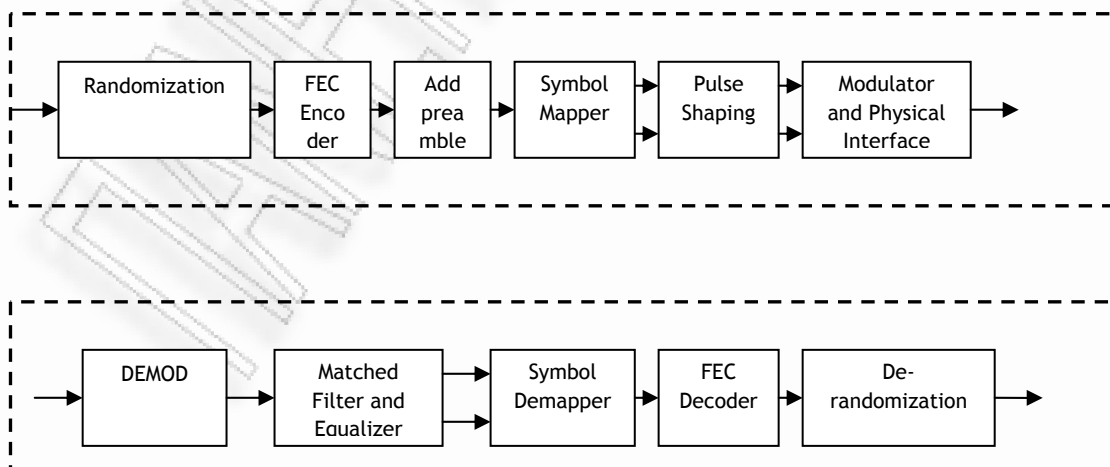 Randomization
FEC
Enco
der
Add
prea
mble
Symbol
Mapper
Pulse
Shaping
Modulator
and Physical
Interface
DEMOD
Matched
Filter and
Equalizer
Symbol
Demapper
FEC
Decoder
De-
randomization